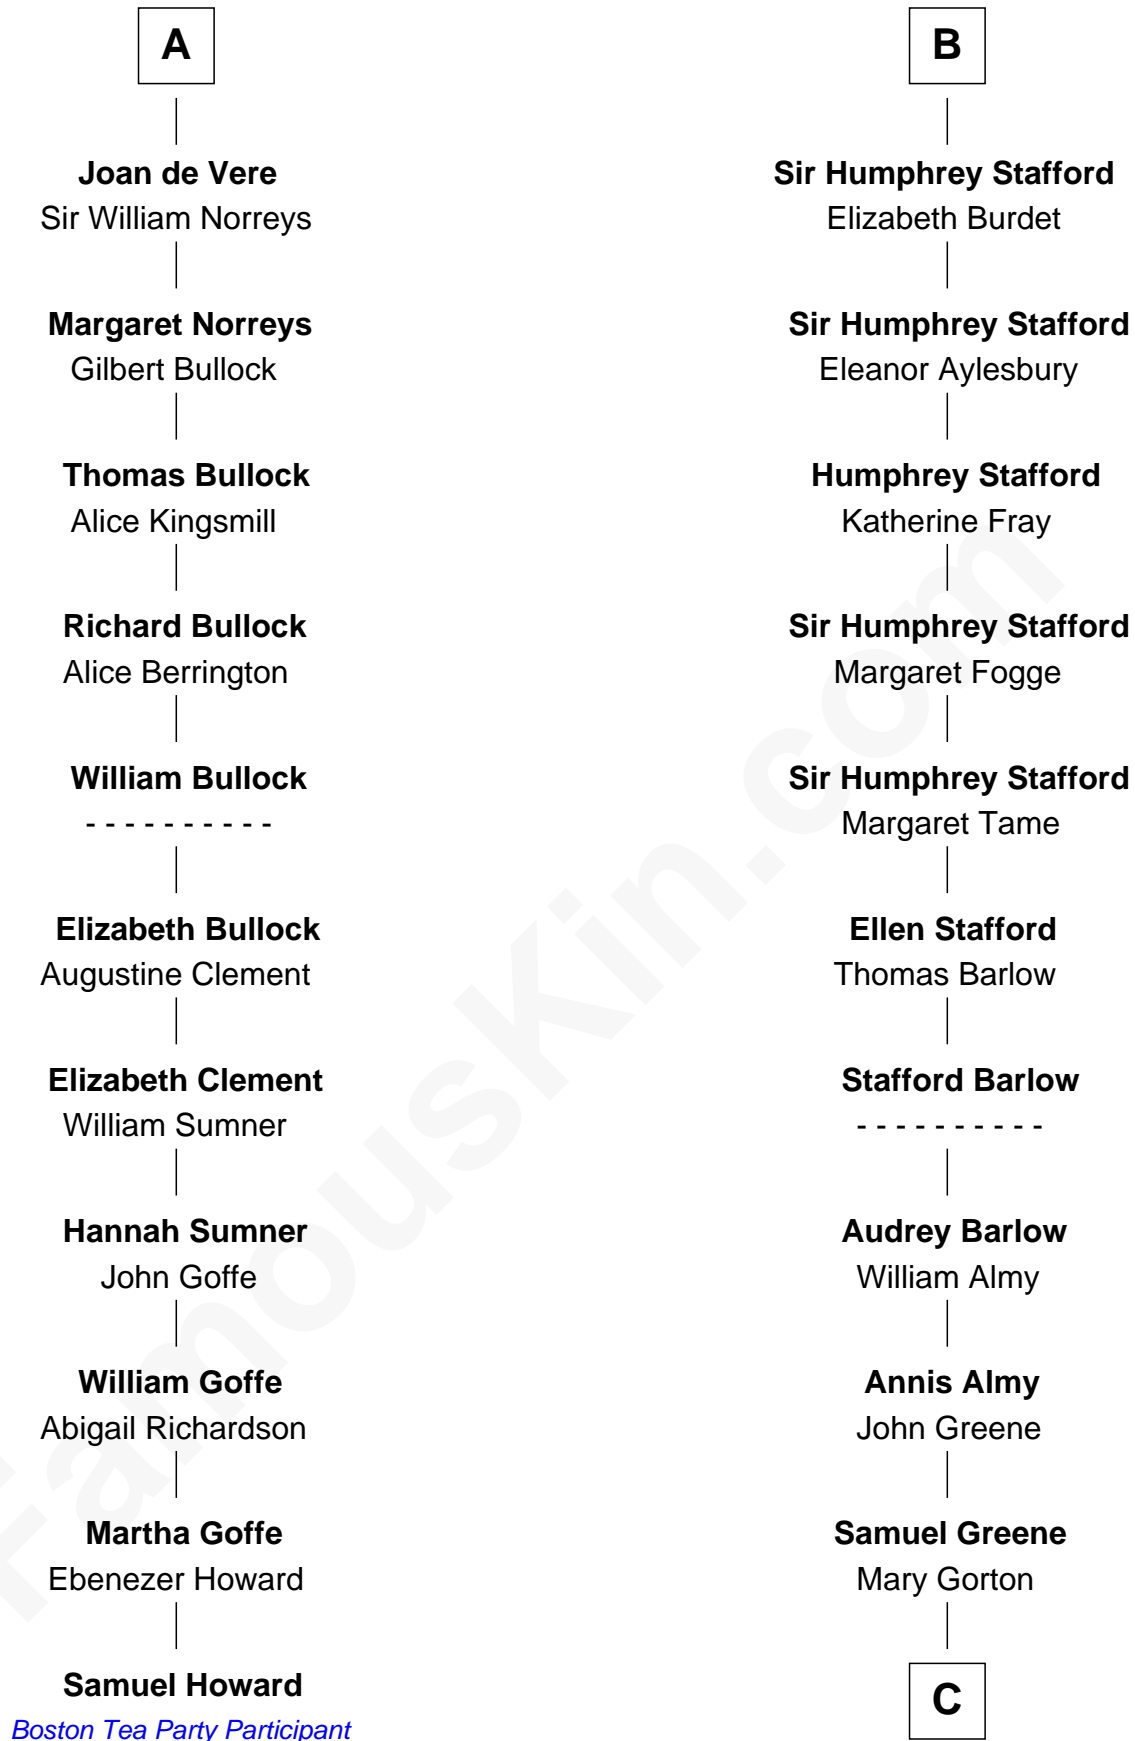 A
Joan de Vere
Sir William Norreys
Margaret Norreys
Gilbert Bullock
Thomas Bullock
Alice Kingsmill
Richard Bullock
Alice Berrington
William Bullock
- - - - - - - - - -
Elizabeth Bullock
Augustine Clement
Elizabeth Clement
William Sumner
Hannah Sumner
John Goffe
William Goffe
Abigail Richardson
Martha Goffe
Ebenezer Howard
Samuel Howard
Boston Tea Party Participant
B
Sir Humphrey Stafford
Elizabeth Burdet
Sir Humphrey Stafford
Eleanor Aylesbury
Humphrey Stafford
Katherine Fray
Sir Humphrey Stafford
Margaret Fogge
Sir Humphrey Stafford
Margaret Tame
Ellen Stafford
Thomas Barlow
Stafford Barlow
- - - - - - - - - -
Audrey Barlow
William Almy
Annis Almy
John Greene
Samuel Greene
Mary Gorton
C
FamousKin.com